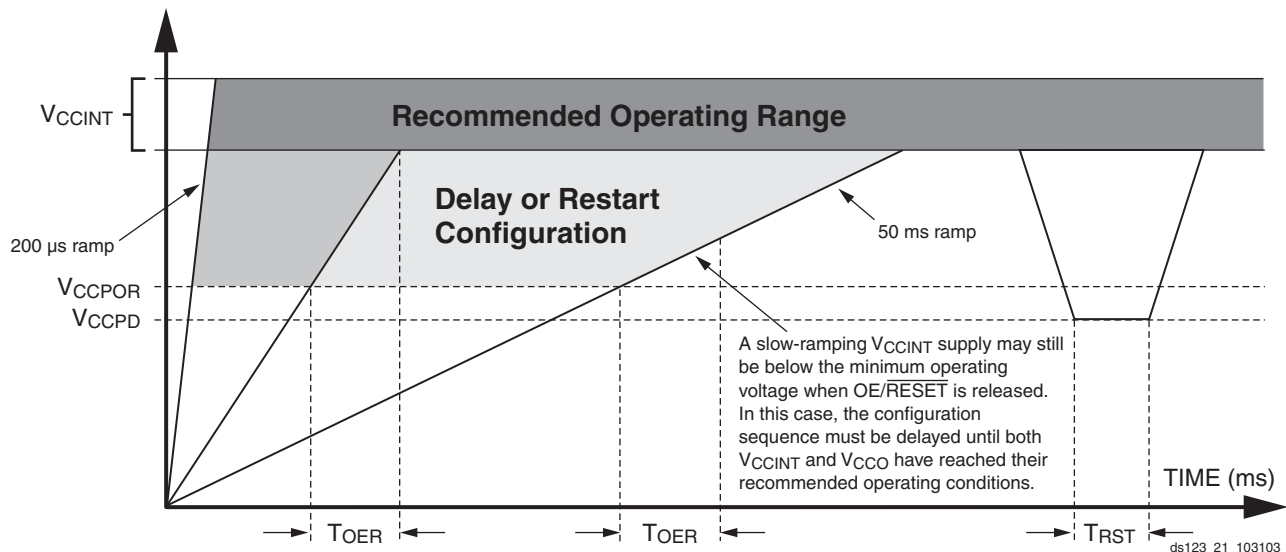 VCCINT
Recommended Operating Range
Delay or Restart
Configuration
200 µs ramp
50 ms ramp
VCCPOR
VCCPD
A slow-ramping VCCINT supply may still
be below the minimum operating
voltage when OE/RESET is released.
In this case, the configuration
sequence must be delayed until both
VCCINT and VCCO have reached their
recommended operating conditions.
TIME (ms)
TOER
TOER
TRST
ds123_21_103103